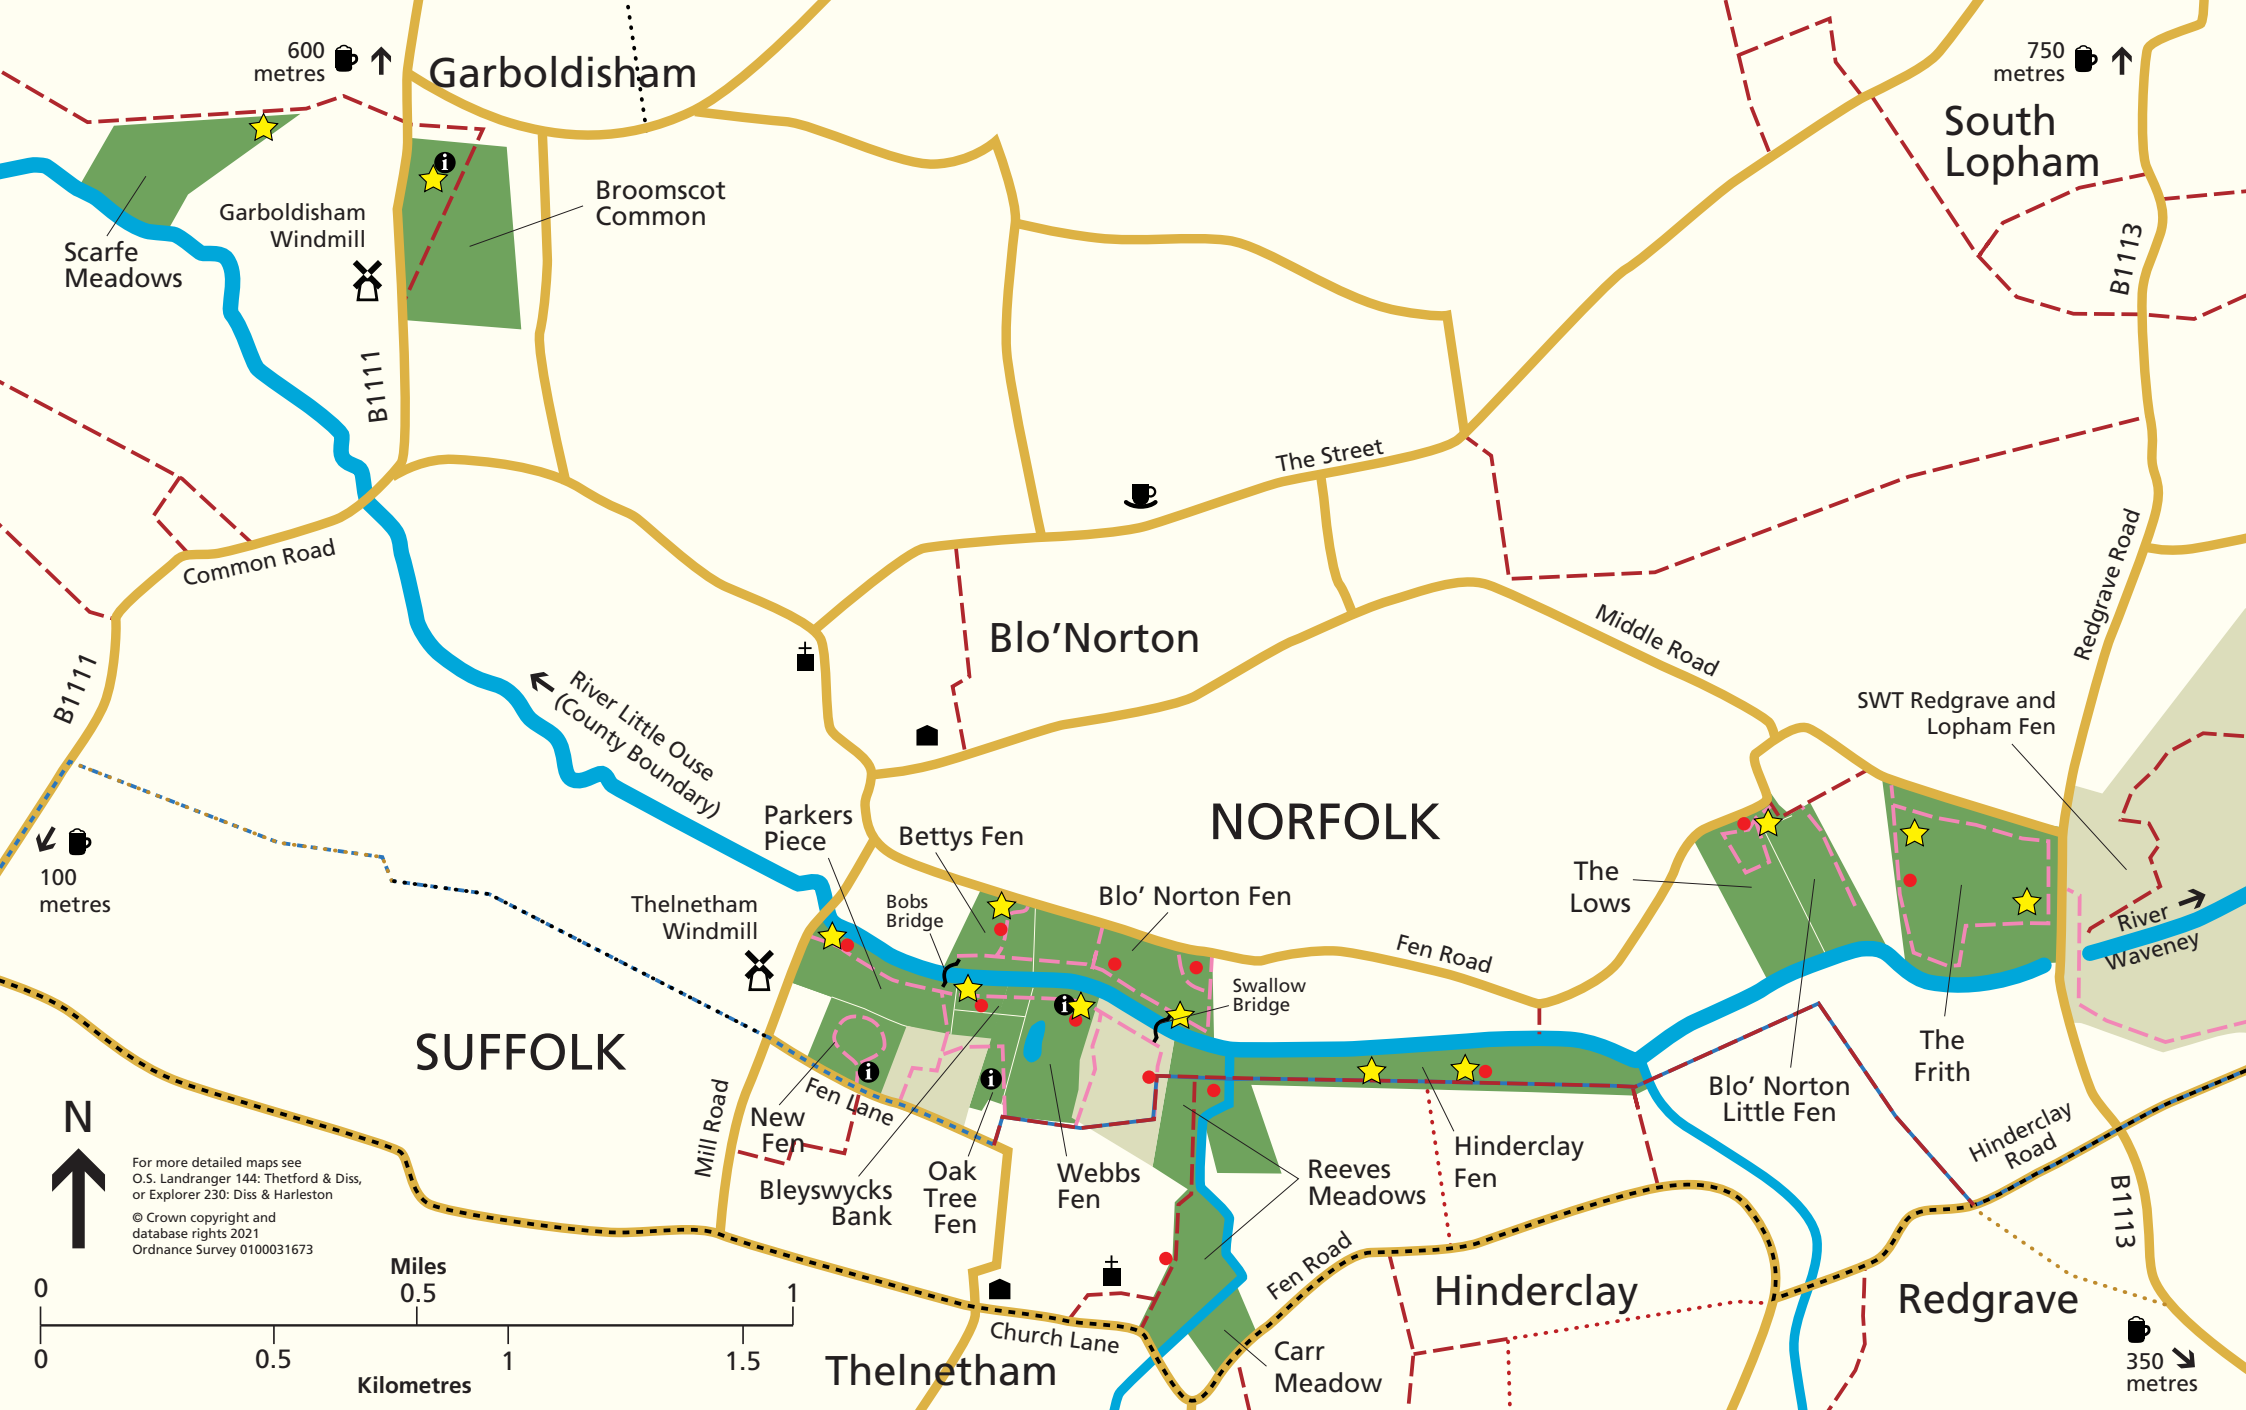 600
metres
Garboldisham
750
metres
South
Lopham
Broomscot
Common
Garboldisham
Windmill
Scarfe
Meadows
B1113
B1111
The Street
Common Road
Redgrave Road
Blo'Norton
Middle Road
B1111
River Little Ouse
(County Boundary)
SWT Redgrave and
Lopham Fen
Parkers
Piece
Bettys Fen
NORFOLK
100
metres
Thelnetham
Windmill
Bobs
Bridge
Blo' Norton Fen
The
Lows
Fen Road
River
Waveney
Swallow
Bridge
SUFFOLK
The
Frith
Blo' Norton
Little Fen
Mill Road
Fen Lane
New
Fen
N
Hinderclay
Road
Hinderclay
Fen
For more detailed maps see
O.S. Landranger 144: Thetford & Diss,
or Explorer 230: Diss & Harleston
© Crown copyright and
database rights 2021
Ordnance Survey 0100031673
Bleyswycks
Bank
Oak
Tree
Fen
Webbs
Fen
Reeves
Meadows
B1113
Fen Road
Hinderclay
Redgrave
Miles
0
0.5
1
0
0.5
1
1.5
Kilometres
Church Lane
Thelnetham
Carr
Meadow
350
metres